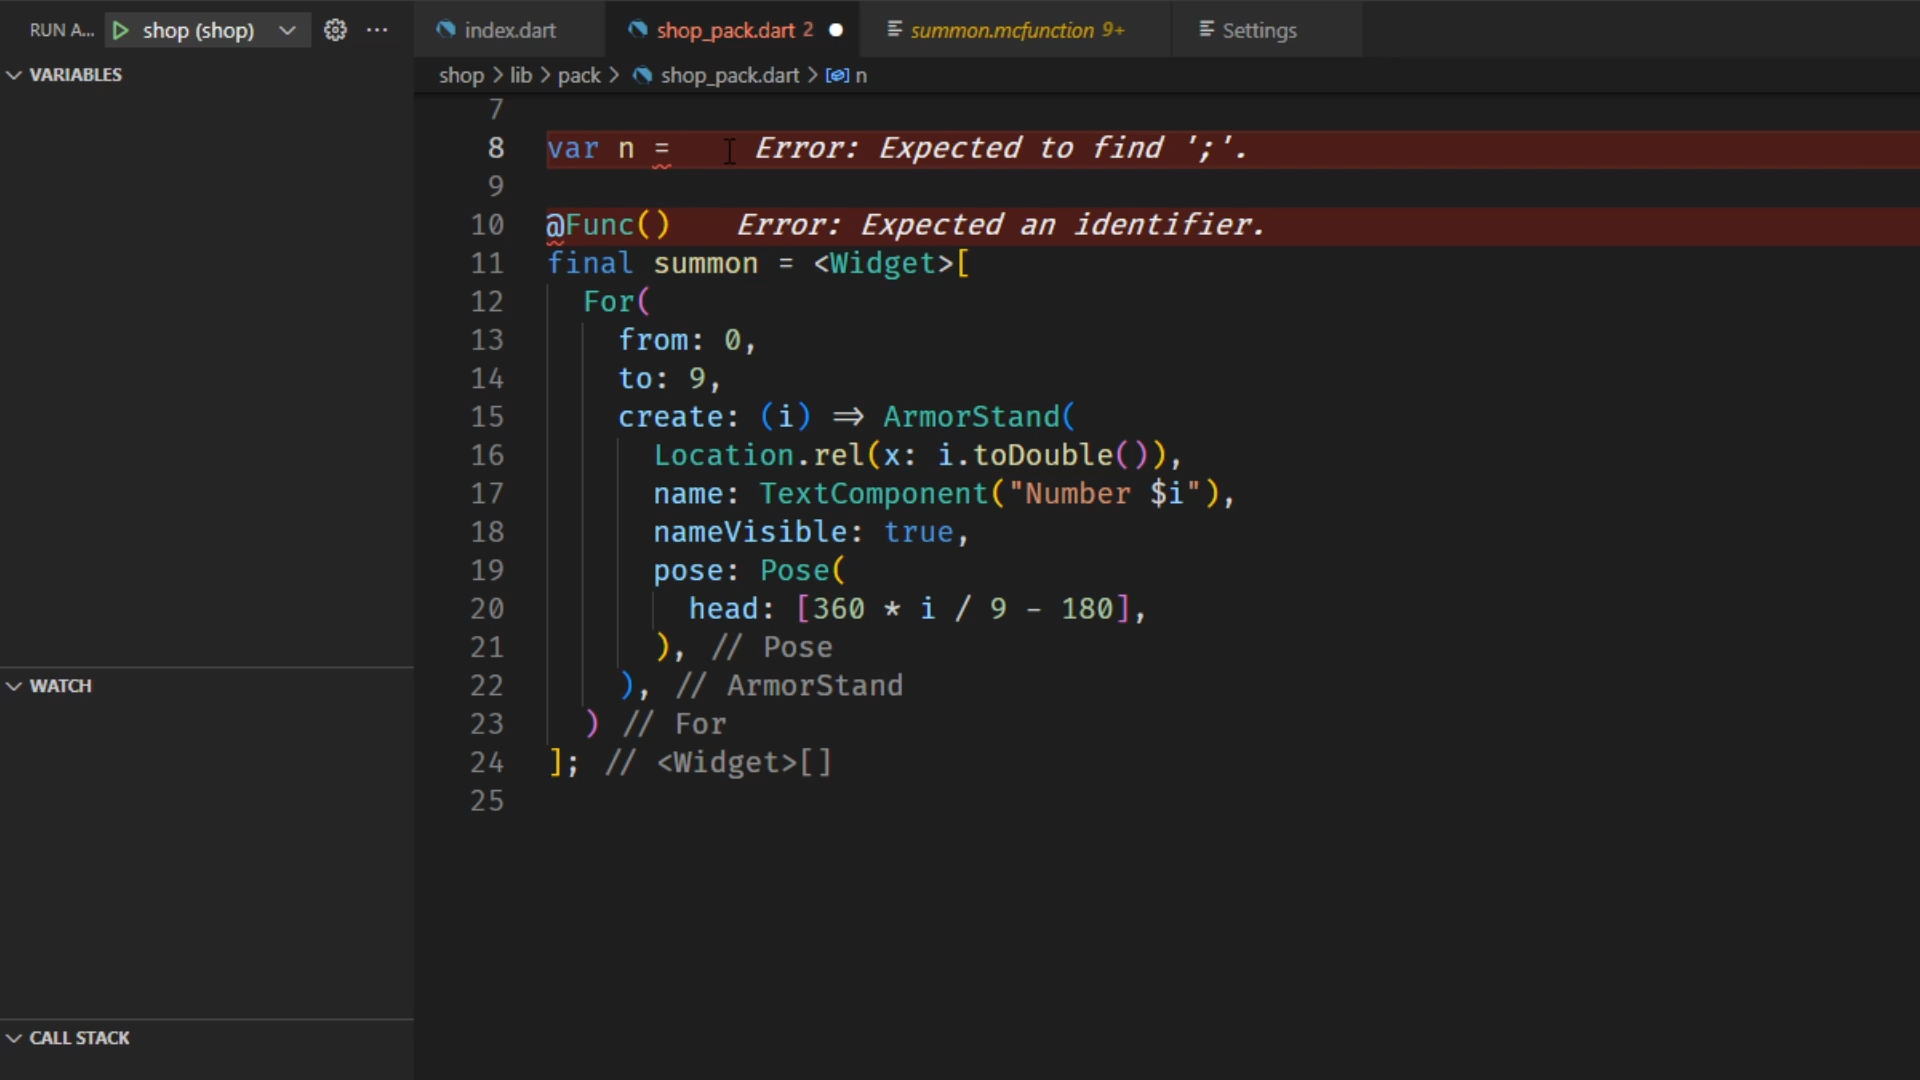 RUN A... shop (shop)
index.dart shop_pack.dart 2 summon.mcfunction 9+ Settings
VARIABLES
shop > lib > pack > shop_pack.dart > n
7
8 var n = Error: Expected to find ';'.
9
10 @Func() Error: Expected an identifier.
11 final summon = <Widget>[
12 For(
13 from: 0,
14 to: 9,
15 create: (i) => ArmorStand(
16 Location.rel(x: i.toDouble()),
17 name: TextComponent("Number $i"),
18 nameVisible: true,
19 pose: Pose(
20 head: [360 * i / 9 - 180],
21 ), // Pose
22 ), // ArmorStand
23 ) // For
24 ]; // <Widget>[]
25
WATCH
CALL STACK